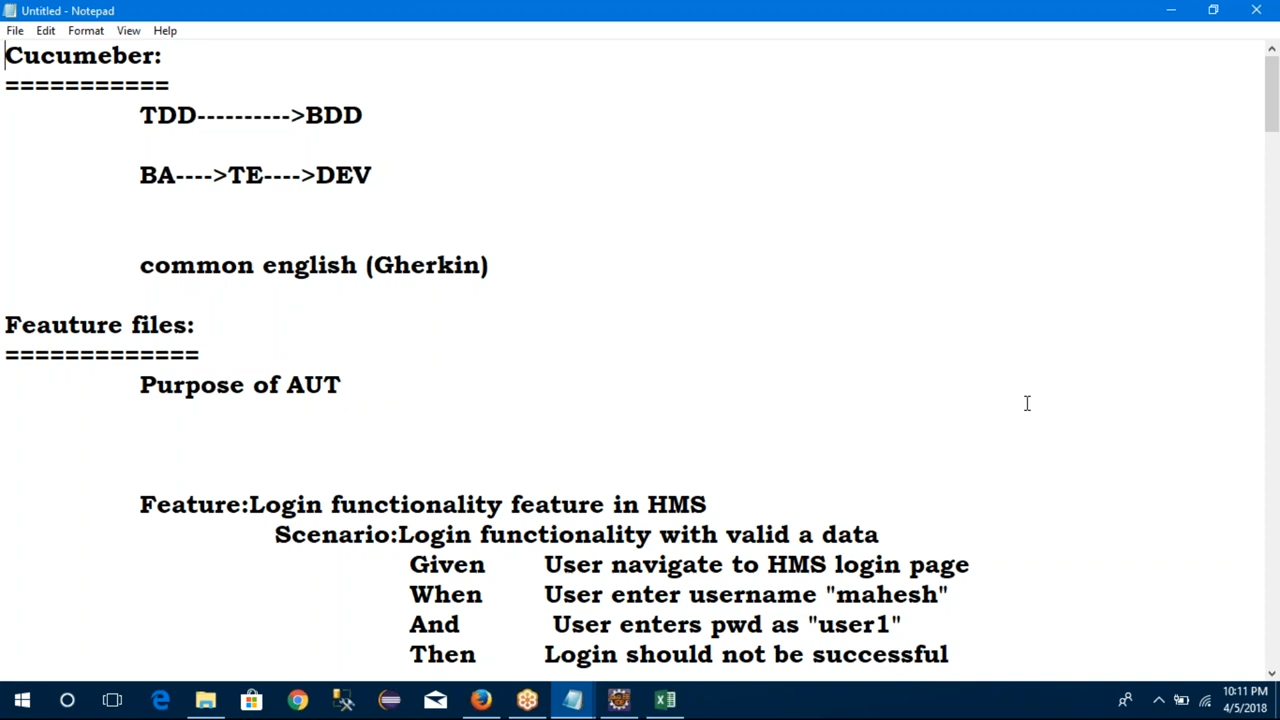 Untitled - Notepad
File Edit Format View Help
Cucumeber:
===========
TDD---------->BDD
BA---->TE---->DEV
common english (Gherkin)
Feauture files:
=============
Purpose of AUT
Feature:Login functionality feature in HMS
Scenario:Login functionality with valid a data
Given User navigate to HMS login page
When User enter username "mahesh"
And User enters pwd as "user1"
Then Login should not be successful
10:11 PM
4/5/2018